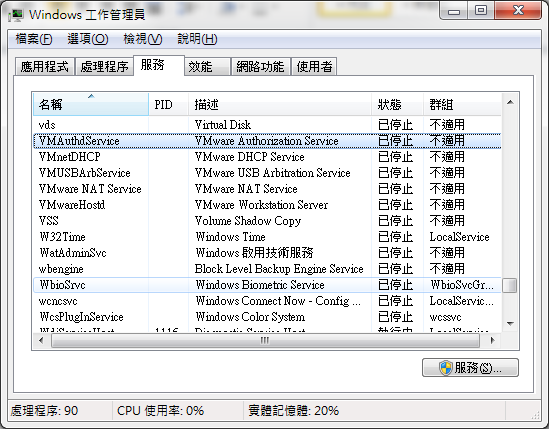 Windows 工作管理員
檔案(F) 選項(O) 檢視(V) 說明(H)
應用程式 處理程序 服務 效能 網路功能 使用者
名稱 PID 描述 狀態 群組
vds Virtual Disk 已停止 不適用
VMAuthdService VMware Authorization Service 已停止 不適用
VMnetDHCP VMware DHCP Service 已停止 不適用
VMUSBArbService VMware USB Arbitration Service 已停止 不適用
VMware NAT Service VMware NAT Service 已停止 不適用
VMwareHostd VMware Workstation Server 已停止 不適用
VSS Volume Shadow Copy 已停止 不適用
W32Time Windows Time 已停止 LocalService
WatAdminSvc Windows 啟用技術服務 已停止 不適用
wbengine Block Level Backup Engine Service 已停止 不適用
WbioSrvc Windows Biometric Service 已停止 WbioSvcGr...
wcncsvc Windows Connect Now - Config ... 已停止 LocalServic...
WcsPlugInService Windows Color System 已停止 wcssvc
WdiServiceHost 1116 Diagnostic Service Host 執行中 LocalService
服務(S)...
處理程序: 90 CPU 使用率: 0% 實體記憶體: 20%